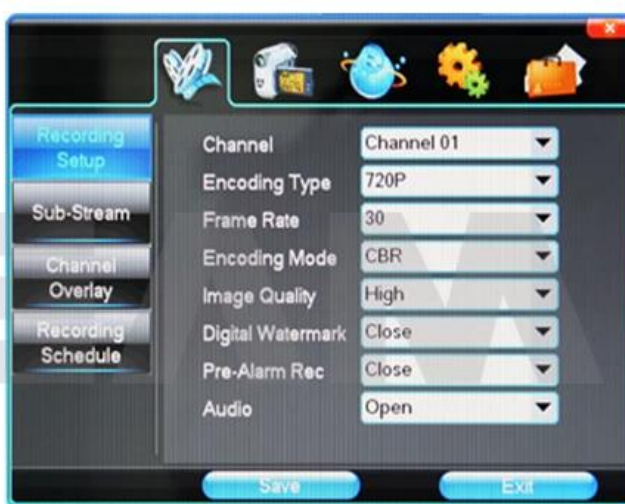 Recording
Setup
Sub-Stream
Channel
Overlay
Recording
Schedule
Channel
Channel 01
Encoding Type
720P
Frame Rate
30
Encoding Mode
CBR
Image Quality
High
Digital Watermark
Close
Pre-Alarm Rec
Close
Audio
Open
Save
Exit